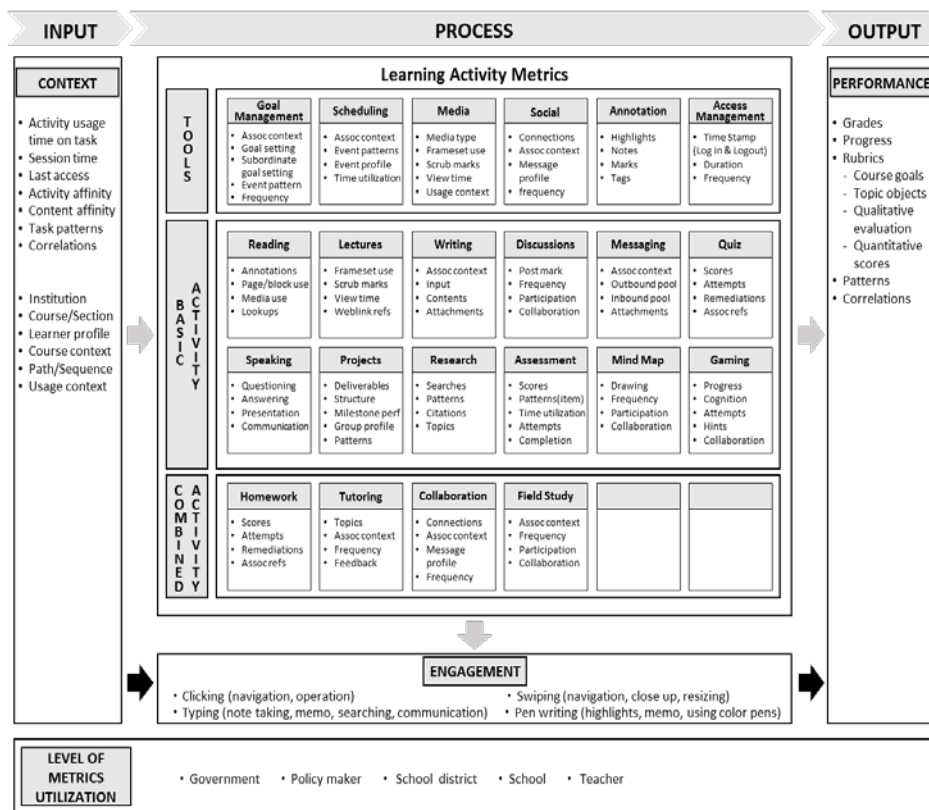 INPUT
PROCESS
OUTPUT
CONTEXT
• Activity usage
time on task
• Session time
• Last access
• Activity affinity
• Content affinity
• Task patterns
• Correlations
• Institution
• Course/Section
• Learner profile
• Course context
• Path/Sequence
• Usage context
Learning Activity Metrics
TOOLS
Goal
Management
• Assoc context
• Goal setting
• Subordinate
goal setting
• Event pattern
• Frequency
Scheduling
• Assoc context
• Event patterns
• Event profile
• Time utilization
Media
• Media type
• Frameset use
• Scrub marks
• View time
• Usage context
Social
• Connections
• Assoc context
• Message
profile
• frequency
Annotation
• Highlights
• Notes
• Marks
• Tags
Access
Management
• Time Stamp
(Log in & Logout)
• Duration
• Frequency
BASIC
ACTIVITY
Reading
• Annotations
• Page/block use
• Media use
• Lookups
Lectures
• Frameset use
• Scrub marks
• View time
• Weblink refs
Writing
• Assoc context
• Input
• Contents
• Attachments
Discussions
• Post mark
• Frequency
• Participation
• Collaboration
Messaging
• Assoc context
• Outbound pool
• Inbound pool
• Attachments
Quiz
• Scores
• Attempts
• Remediations
• Assoc refs
Speaking
• Questioning
• Answering
• Presentation
• Communication
Projects
• Deliverables
• Structure
• Milestone perf
• Group profile
• Patterns
Research
• Searches
• Patterns
• Citations
• Topics
Assessment
• Scores
• Patterns(item)
• Time utilization
• Attempts
• Completion
Mind Map
• Drawing
• Frequency
• Participation
• Collaboration
Gaming
• Progress
• Cognition
• Attempts
• Hints
• Collaboration
COMBINED
ACTIVITY
Homework
• Scores
• Attempts
• Remediations
• Assoc refs
Tutoring
• Topics
• Assoc context
• Frequency
• Feedback
Collaboration
• Connections
• Assoc context
• Message
profile
• Frequency
Field Study
• Assoc context
• Frequency
• Participation
• Collaboration
PERFORMANCE
• Grades
• Progress
• Rubrics
- Course goals
- Topic objects
- Qualitative
evaluation
- Quantitative
scores
• Patterns
• Correlations
ENGAGEMENT
• Clicking (navigation, operation)
• Swiping (navigation, close up, resizing)
• Typing (note taking, memo, searching, communication)
• Pen writing (highlights, memo, using color pens)
LEVEL OF
METRICS
UTILIZATION
• Government • Policy maker • School district • School • Teacher